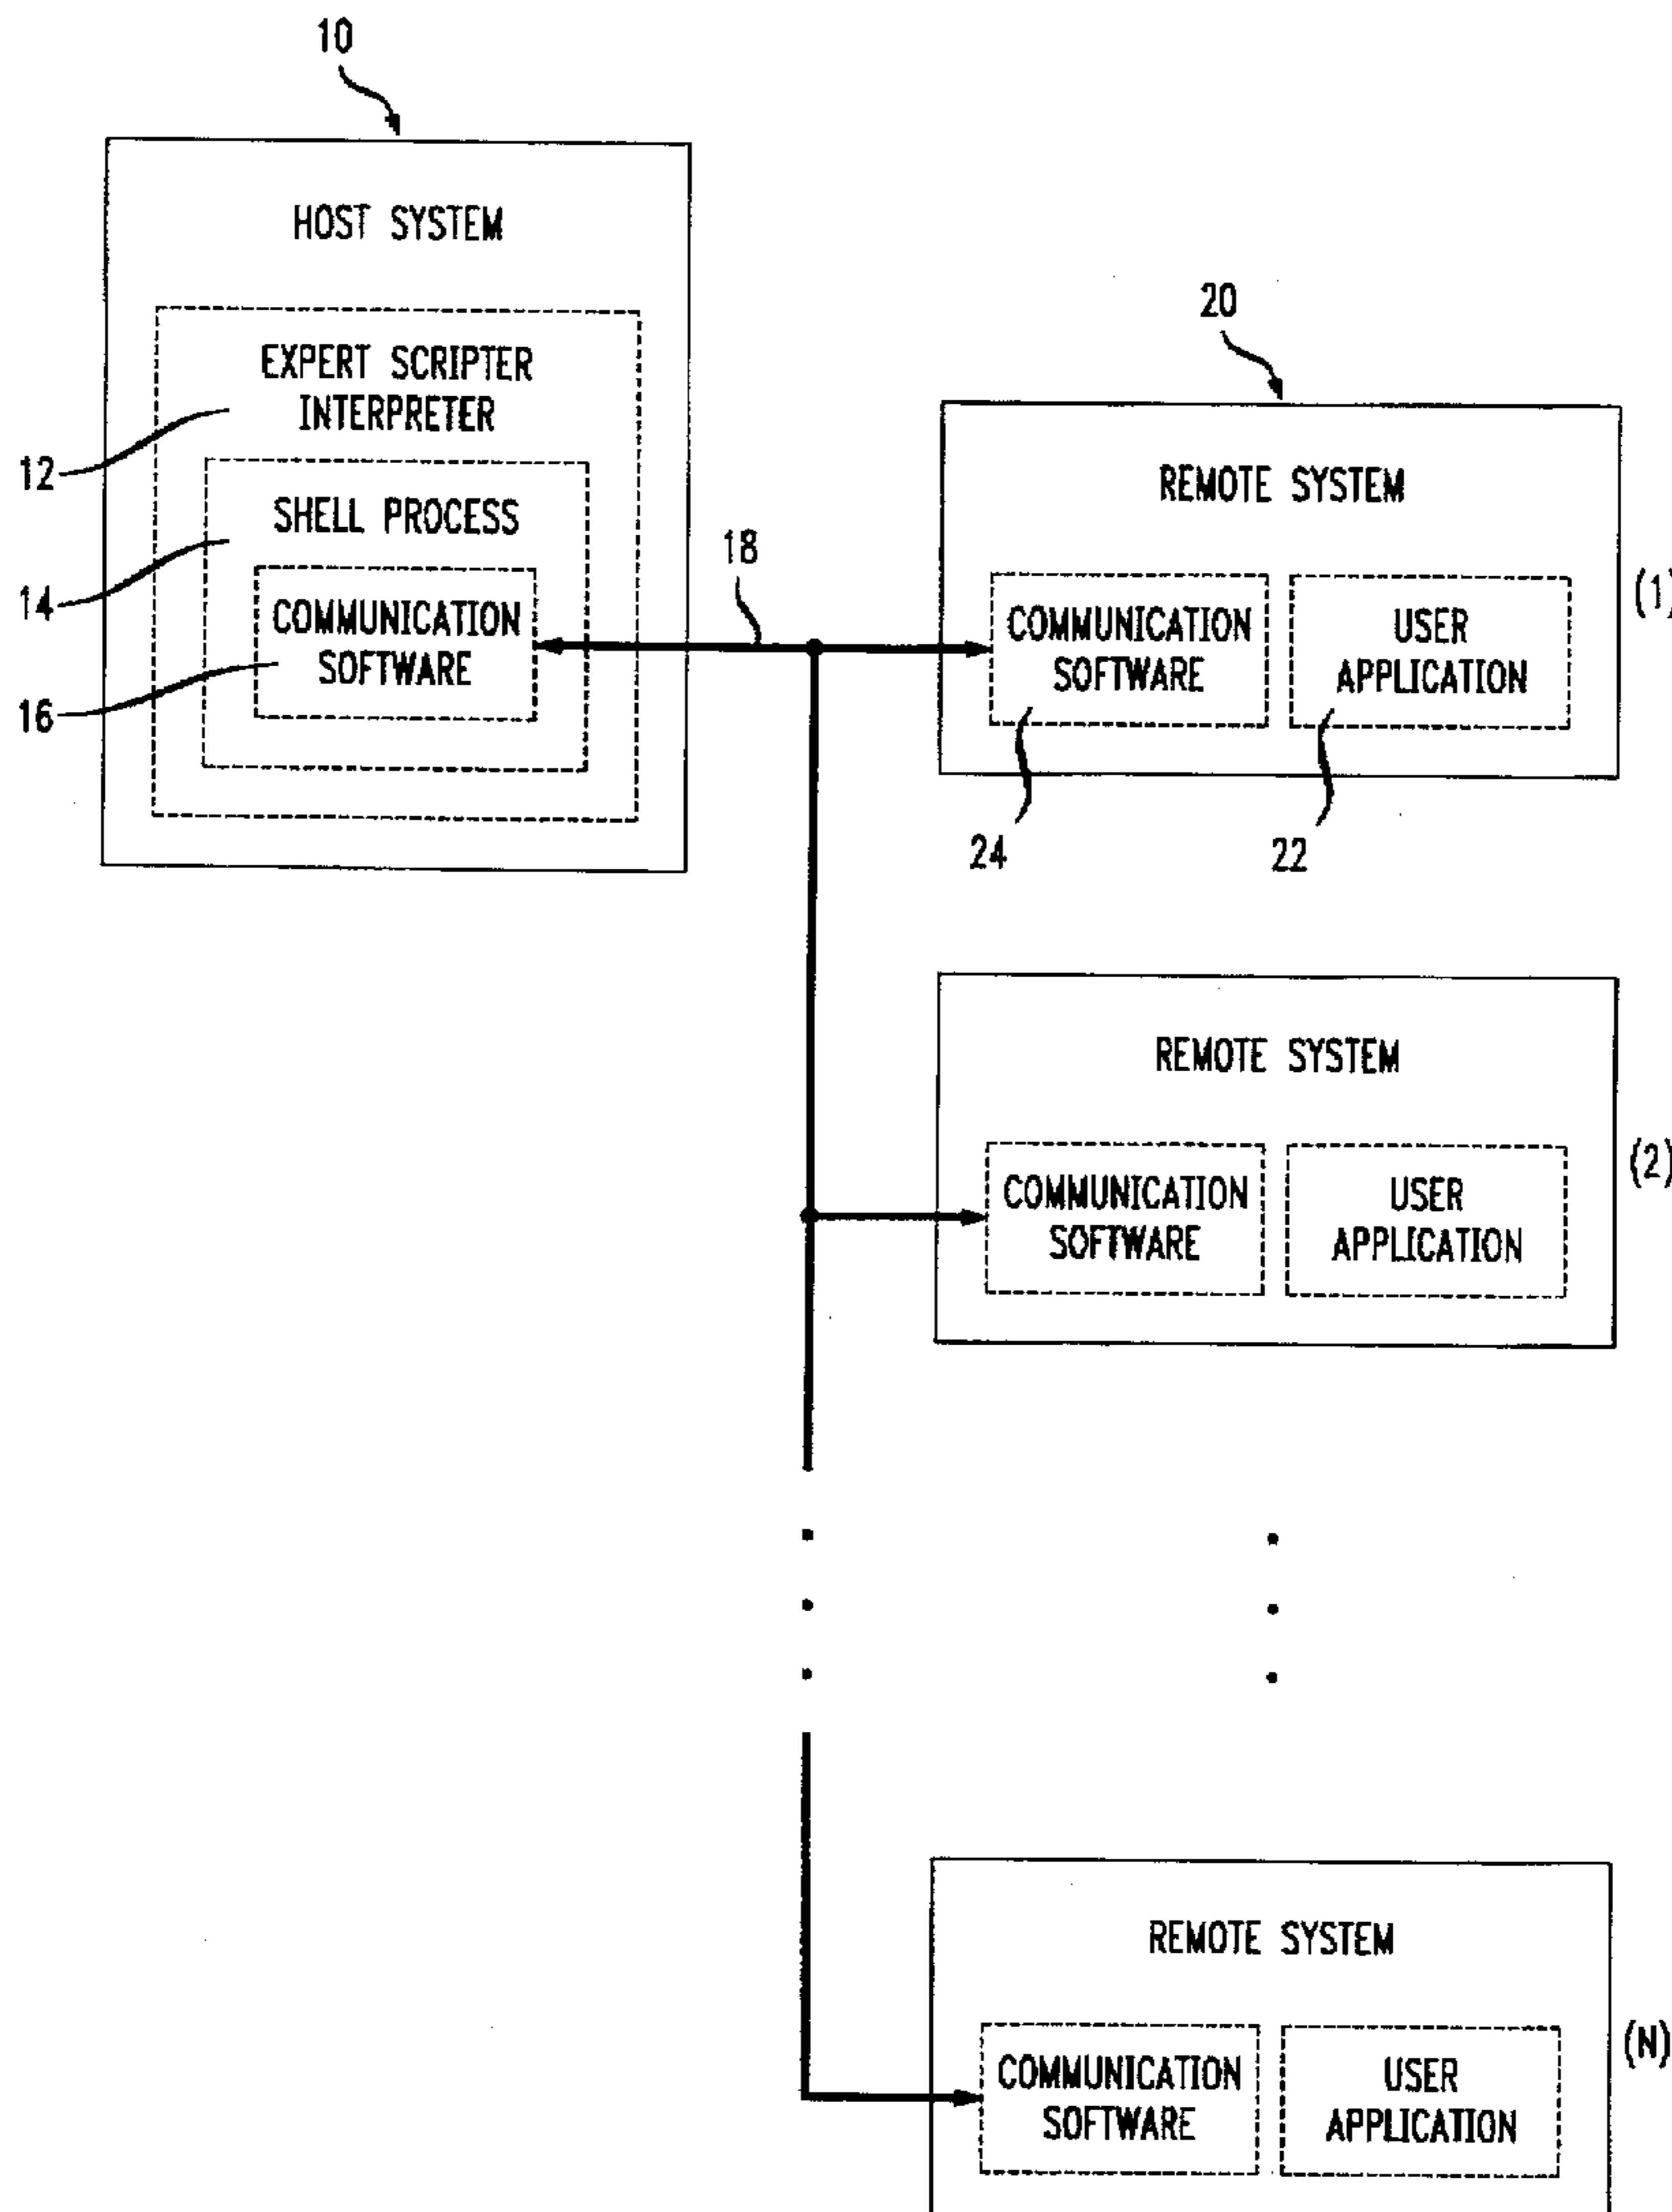 10
HOST SYSTEM
EXPERT SCRIPTER
INTERPRETER
12
SHELL PROCESS
14
COMMUNICATION
SOFTWARE
16
18
20
REMOTE SYSTEM
COMMUNICATION
SOFTWARE
USER
APPLICATION
(1)
24
22
REMOTE SYSTEM
COMMUNICATION
SOFTWARE
USER
APPLICATION
(2)
REMOTE SYSTEM
COMMUNICATION
SOFTWARE
USER
APPLICATION
(N)